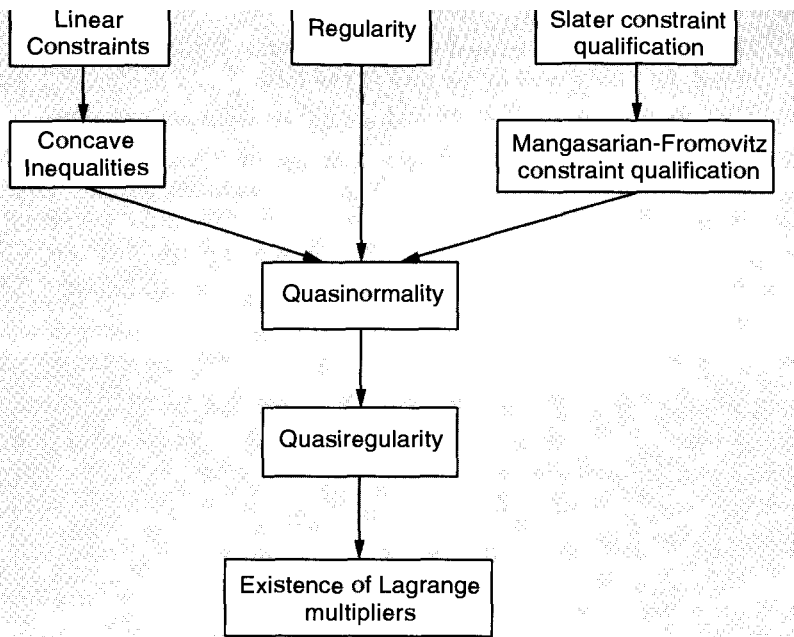 Linear
Constraints
Regularity
Slater constraint
qualification
Concave
Inequalities
Mangasarian-Fromovitz
constraint qualification
Quasinormality
Quasiregularity
Existence of Lagrange
multipliers